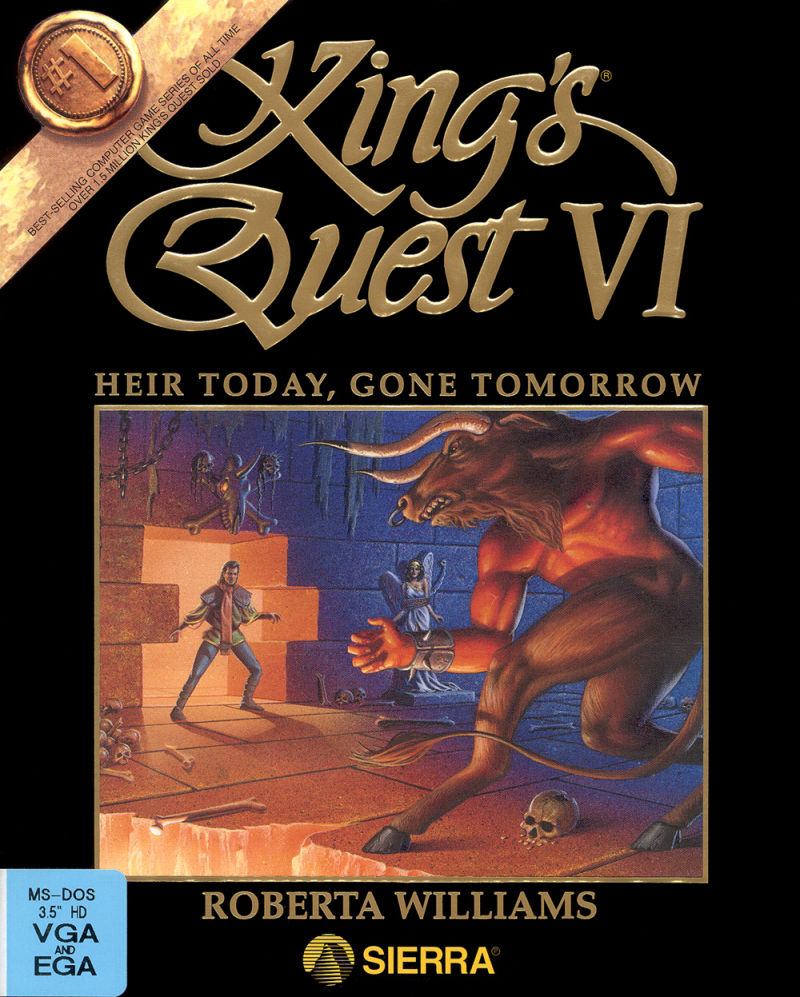 #1
BEST-SELLING COMPUTER GAME SERIES OF ALL TIME
OVER 1.5 MILLION KING'S QUEST SOLD
King's®
Quest VI
HEIR TODAY, GONE TOMORROW
ROBERTA WILLIAMS
SIERRA®
MS-DOS
3.5" HD
VGA
AND
EGA